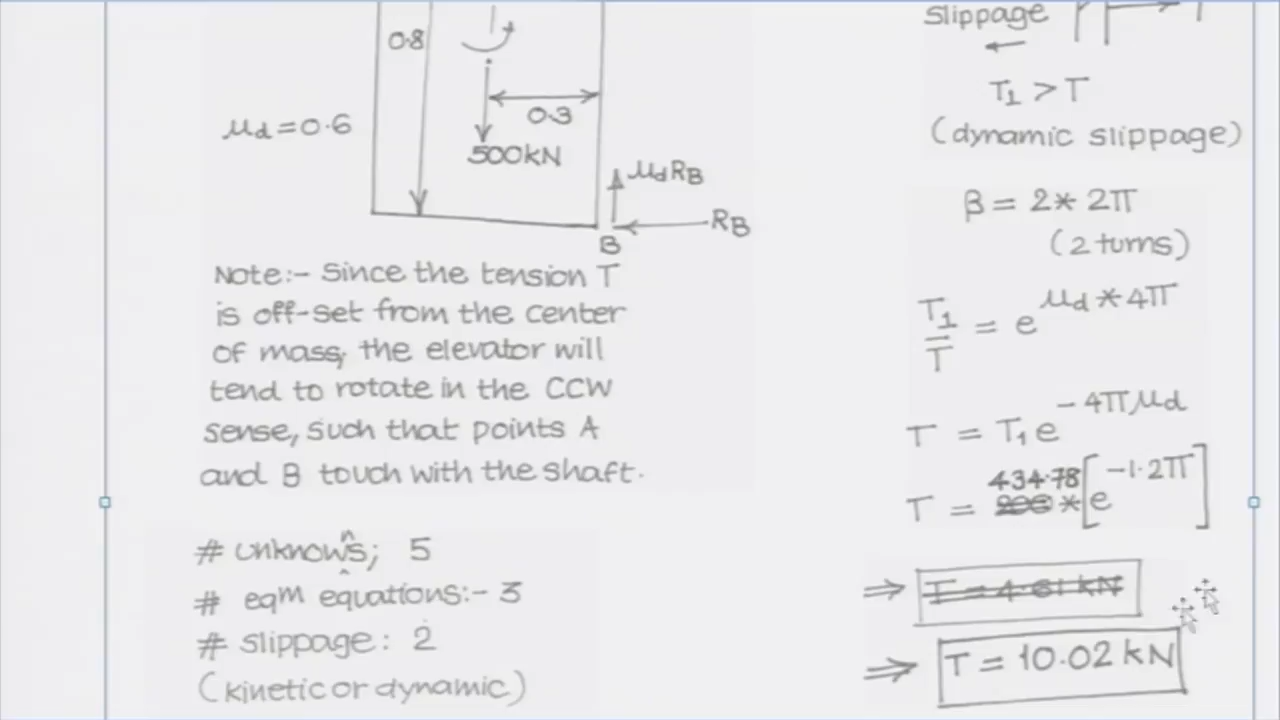 0.8
0.3
μd = 0.6
500kN
μdRB
RB
B
Note:- Since the tension T
is off-set from the center
of mass, the elevator will
tend to rotate in the CCW
sense, such that points A
and B touch with the shaft.
# unknowns; 5
# eqm equations:- 3
# slippage: 2
(kinetic or dynamic)
slippage
T1 > T
(dynamic slippage)
β = 2 * 2π
(2 turns)
T1/T = e^μd * 4π
T = T1 e^-4πμd
434.78
T = 200 * [e^-1.2π]
⇒ T = 4.61 kN
⇒ T = 10.02 kN